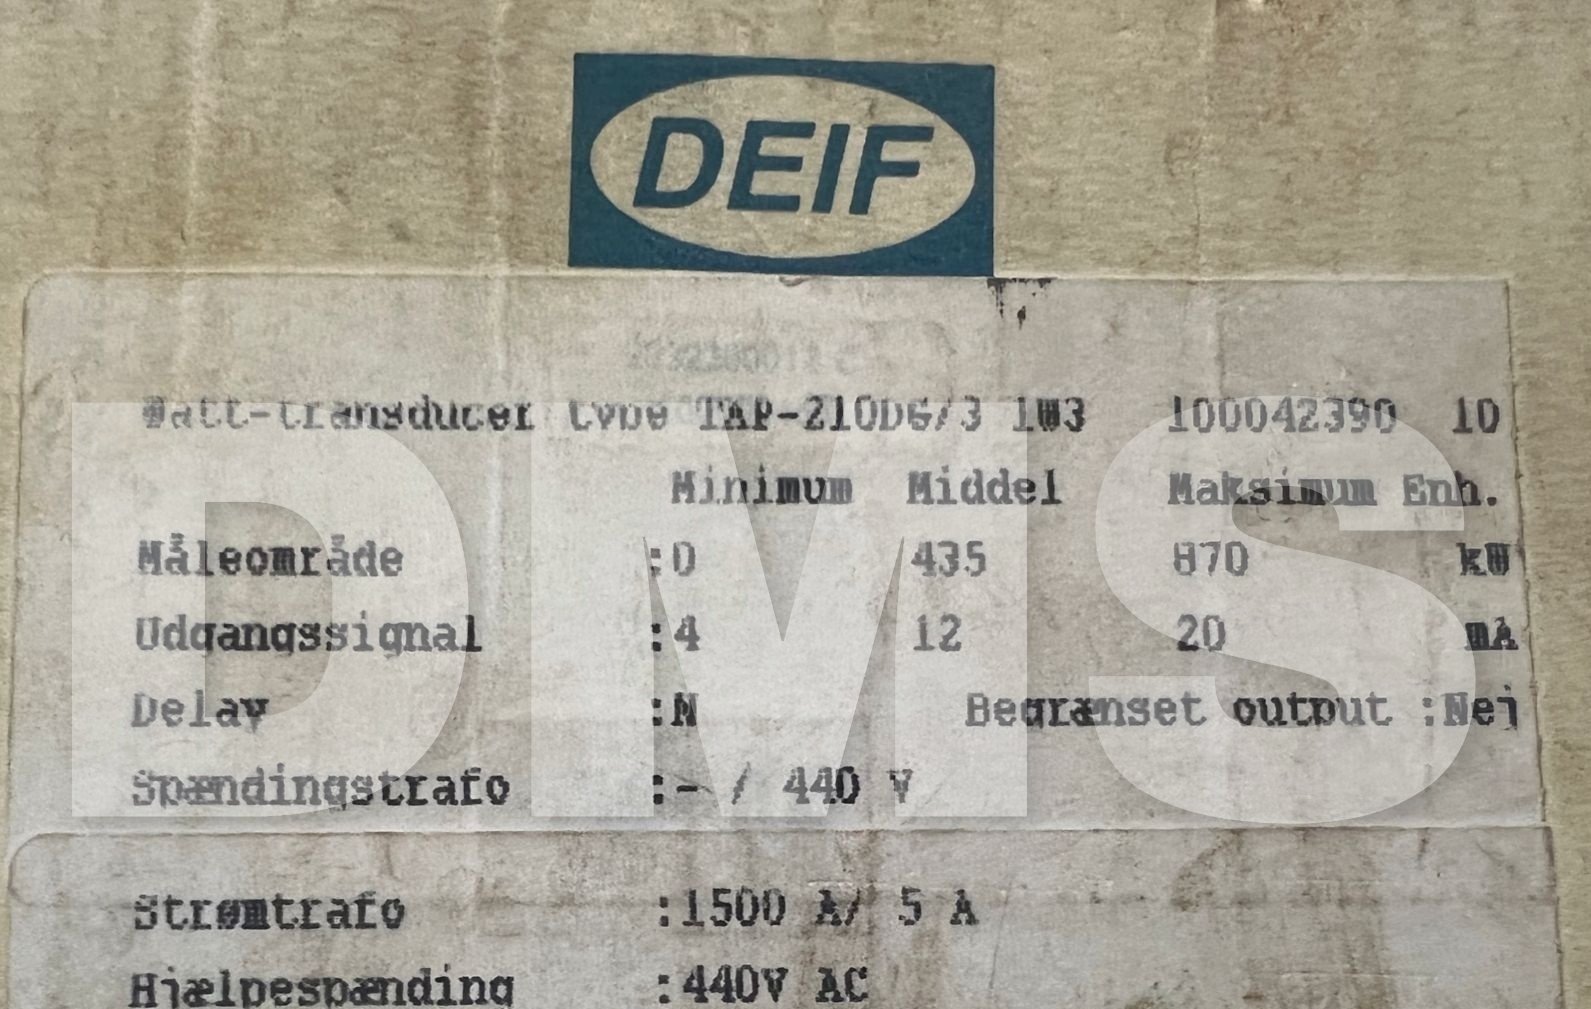 DEIF
Watt-transducer type TAP-210DG/3 1W3 100042390 10
Minimum Middel Maksimum Enh.
Måleområde :0 435 870 kW
Udgangssignal :4 12 20 mA
Delay :N Begrænset output :Nej
Spændingstrafo :- / 440 V
Strømtrafo :1500 A/ 5 A
Hjælpespænding :440V AC
DMS